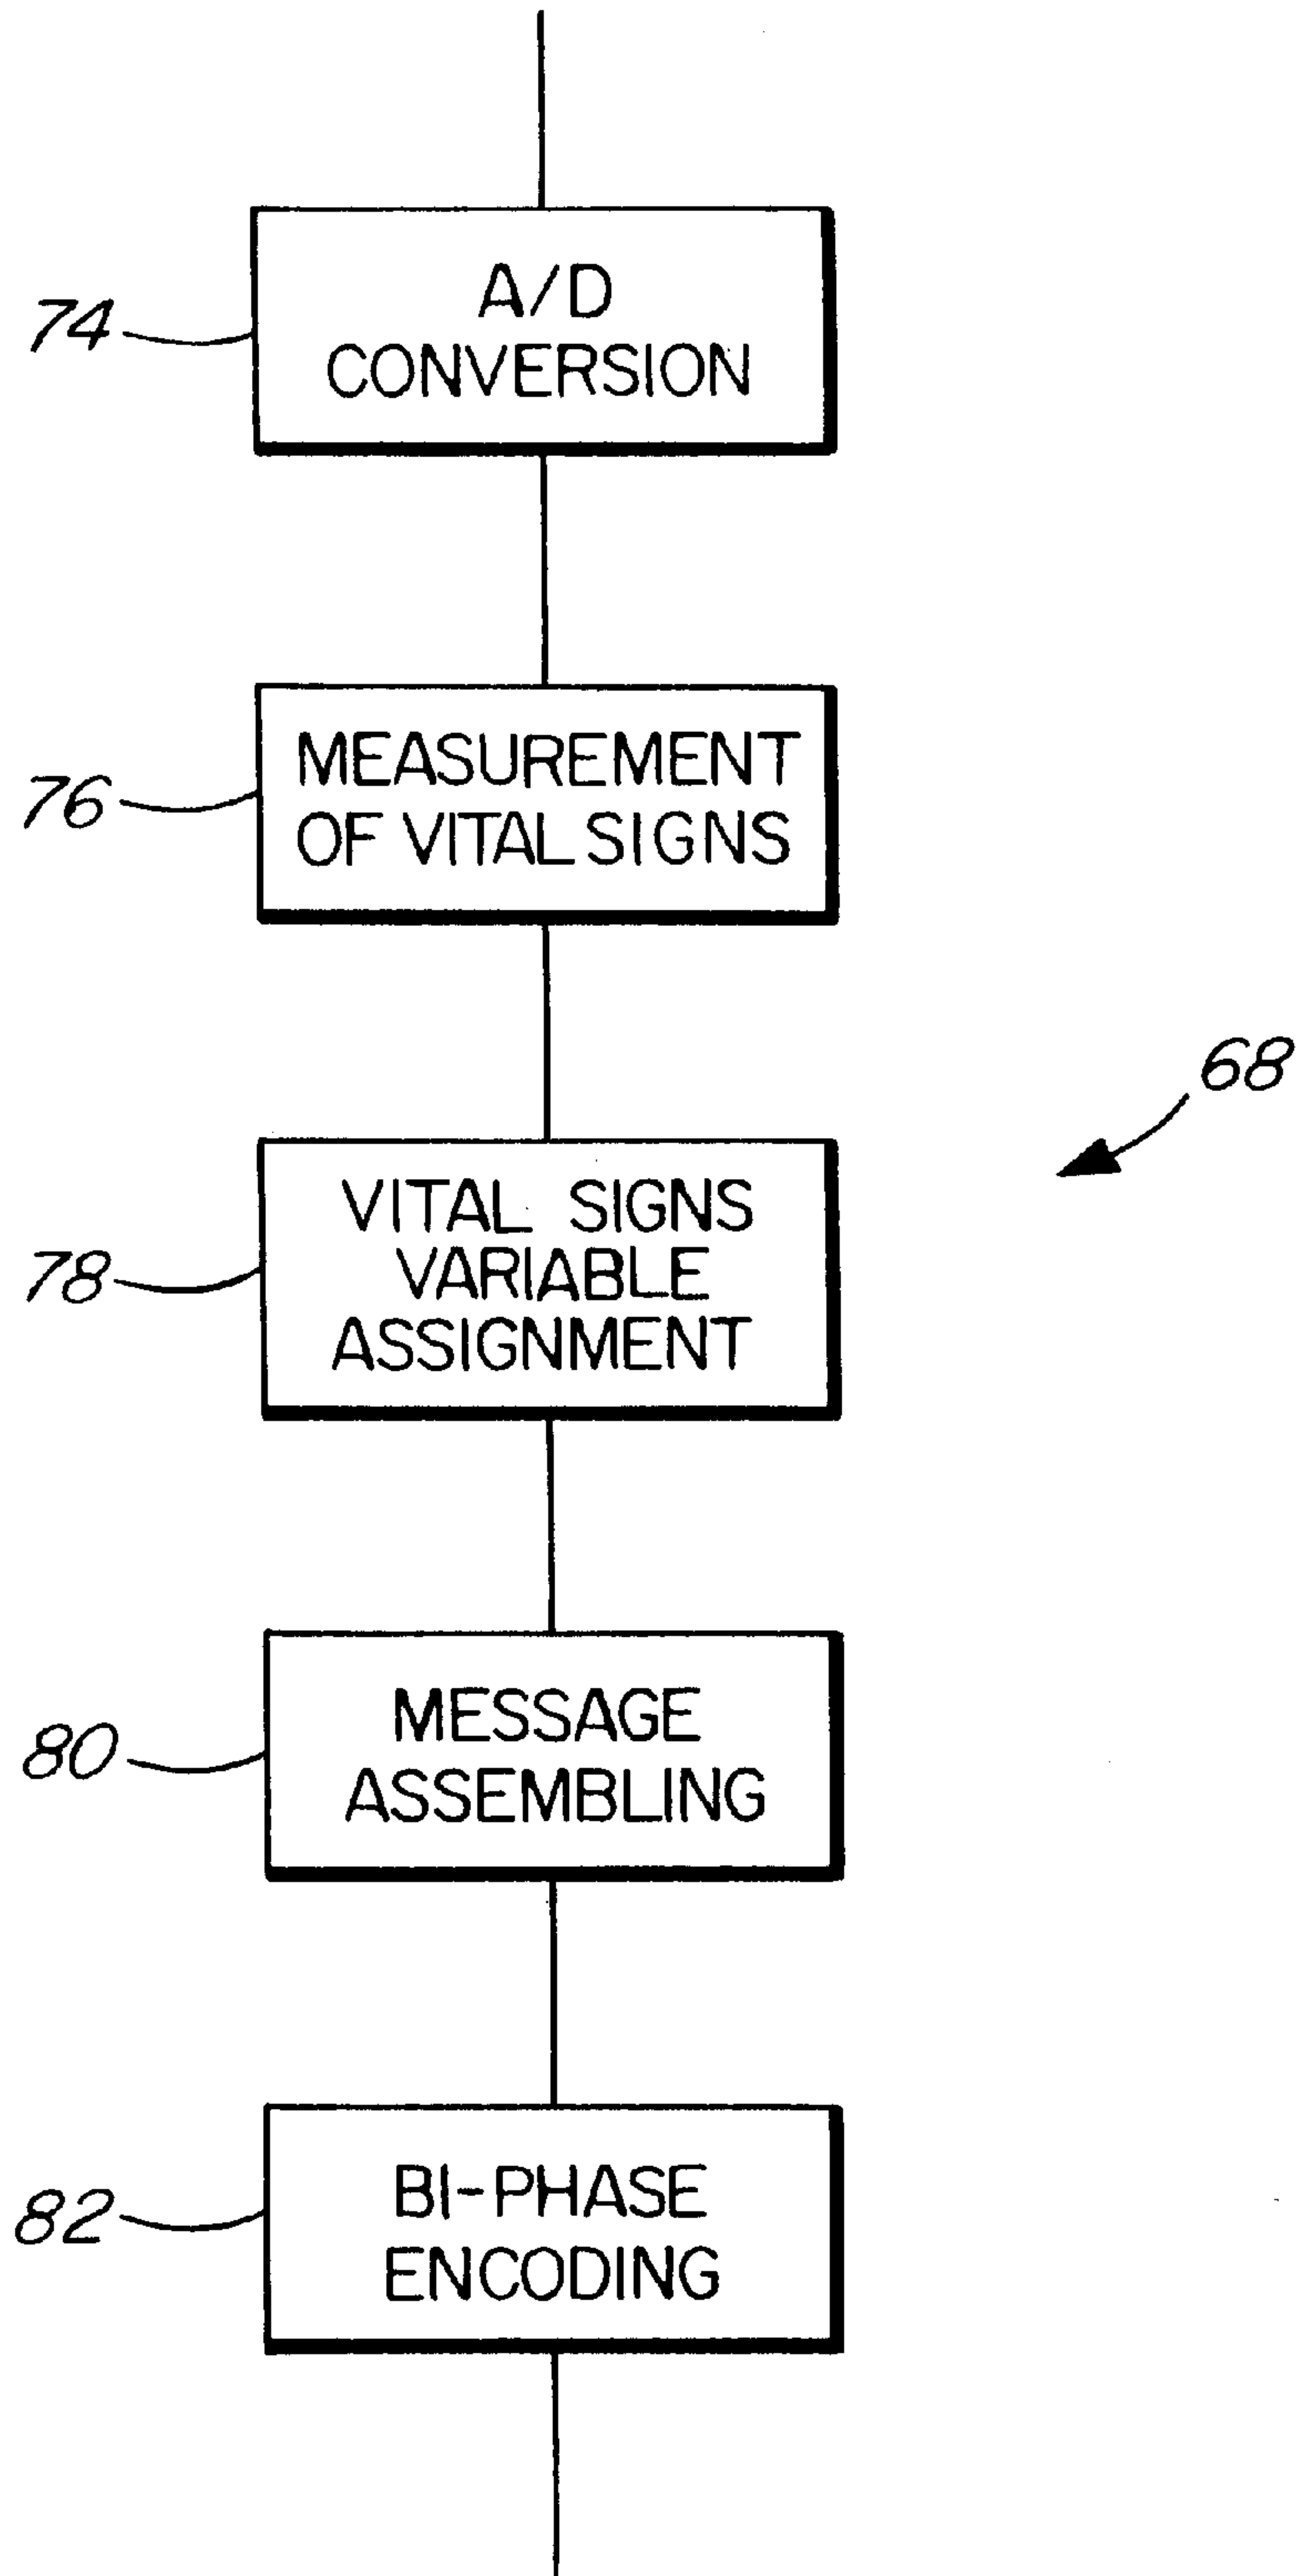 A/D
CONVERSION
74
MEASUREMENT
OF VITAL SIGNS
76
68
VITAL SIGNS
VARIABLE
ASSIGNMENT
78
MESSAGE
ASSEMBLING
80
BI-PHASE
ENCODING
82